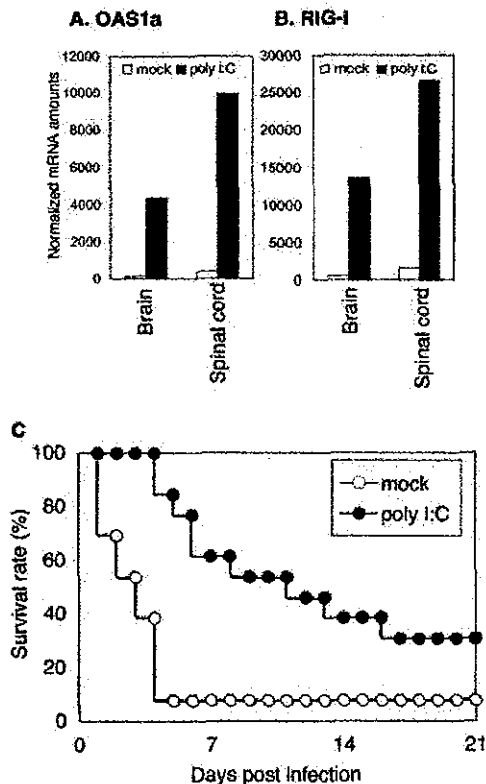 A. OAS1a
B. RIG-I
Normalized mRNA amounts
12000
10000
8000
6000
4000
2000
0
mock poly I:C
Brain
Spinal cord
30000
25000
20000
15000
10000
5000
0
mock poly I:C
Brain
Spinal cord
C
Survival rate (%)
100
80
60
40
20
0
mock
poly I:C
0 7 14 21
Days post infection